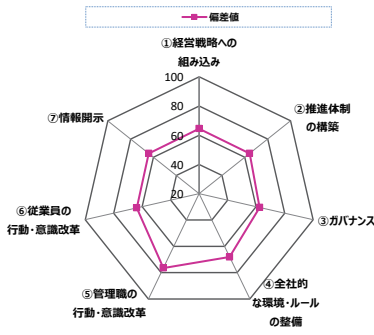 偏差値
①経営戦略への
組み込み
100
80
60
40
20
②推進体制
の構築
③ガバナンス
④全社的
な環境・ルール
の整備
⑤管理職の
行動・意識改革
⑥従業員の
行動・意識改革
⑦情報開示